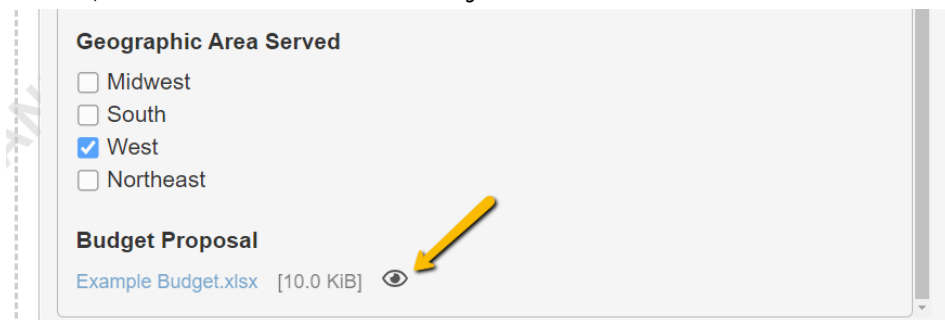 Geographic Area Served
Midwest
South
West
Northeast
Budget Proposal
Example Budget.xlsx [10.0 KiB]